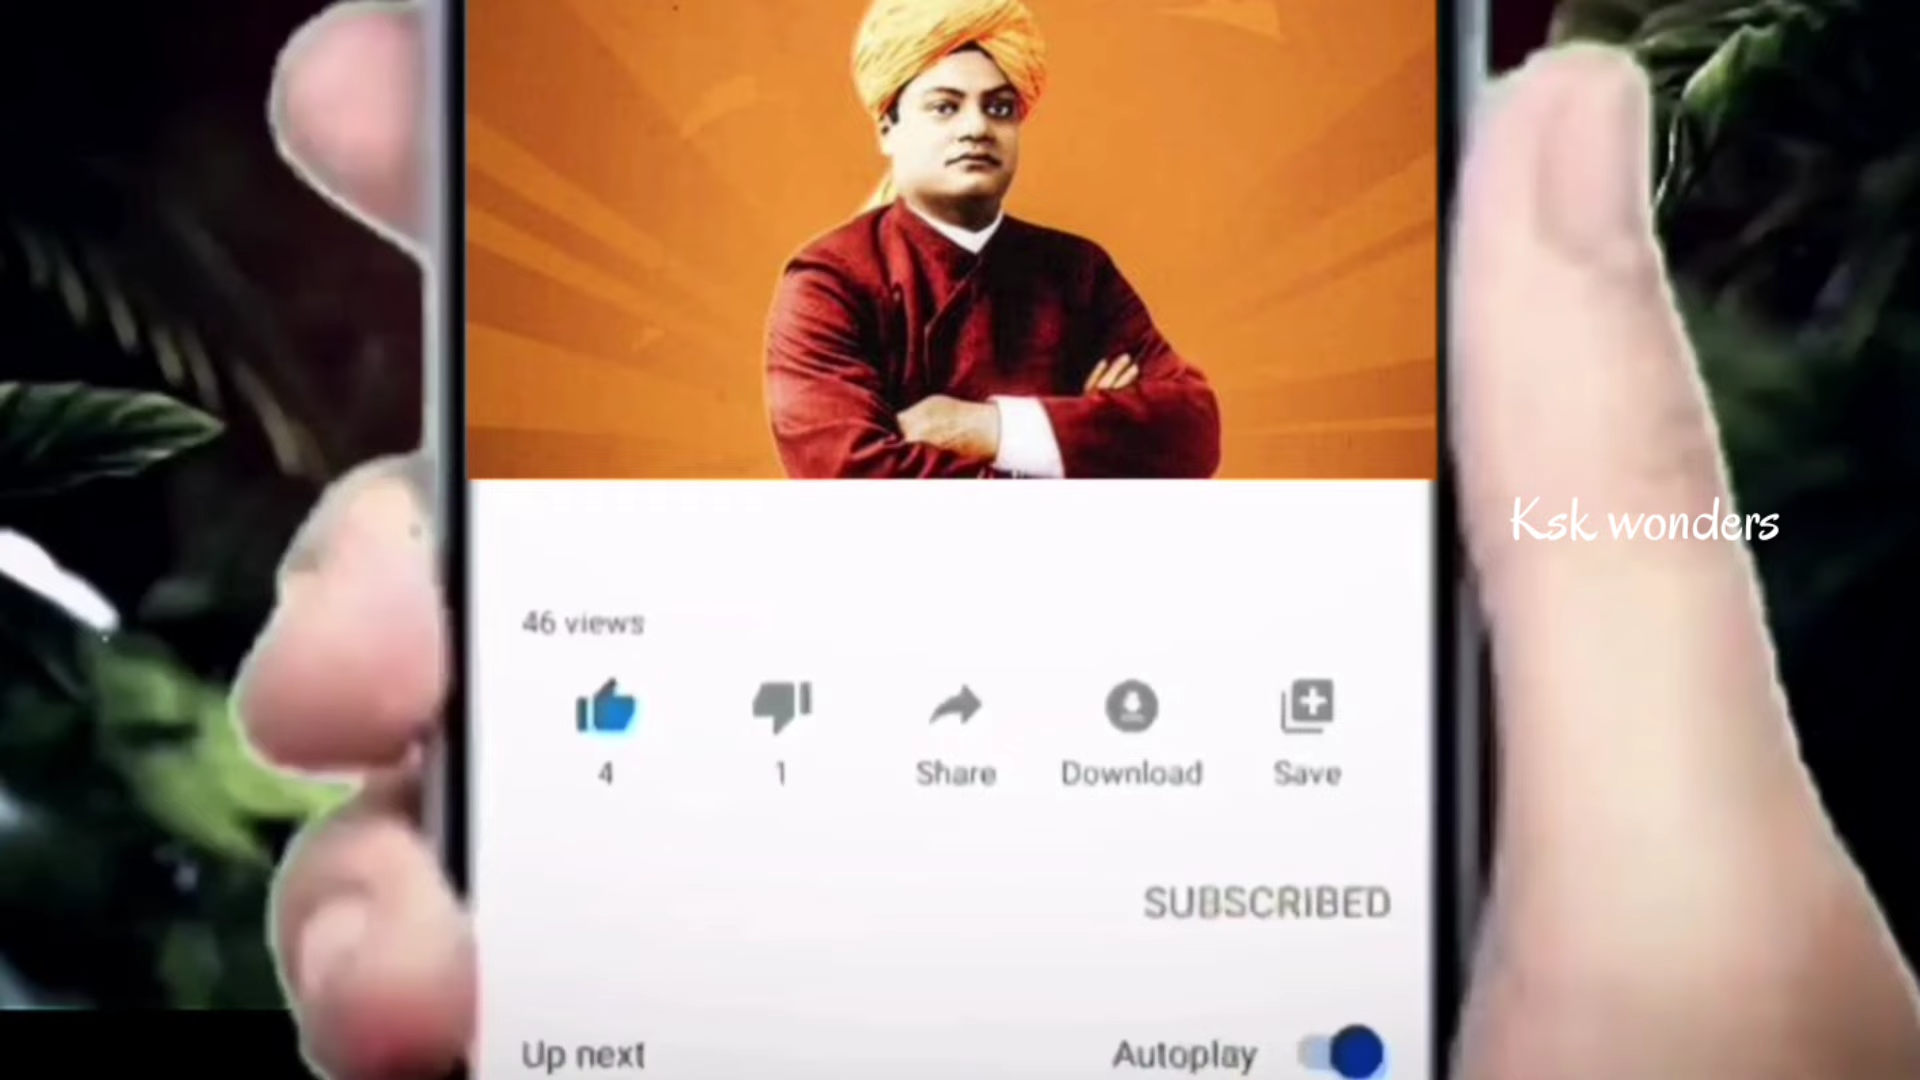 Ksk wonders
46 views
4 1 Share Download Save
SUBSCRIBED
Up next Autoplay